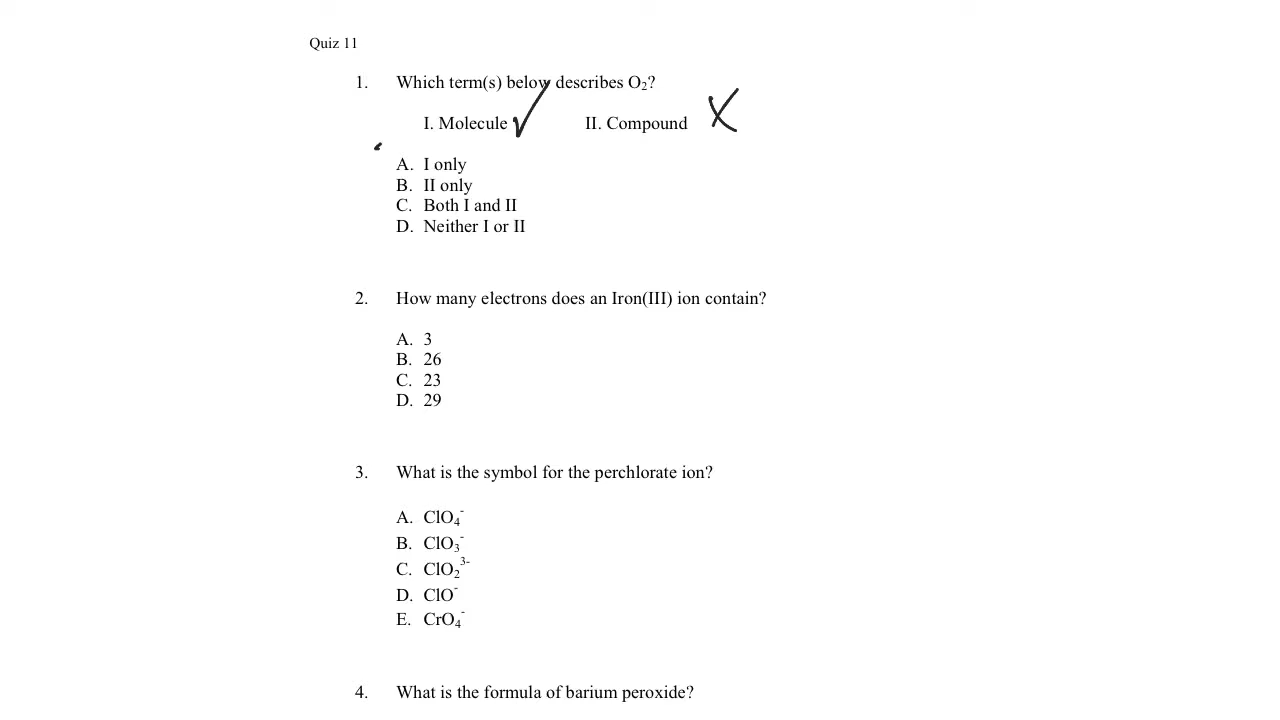 Quiz 11
1. Which term(s) below describes O₂?
I. Molecule ✓ II. Compound X
A. I only
B. II only
C. Both I and II
D. Neither I or II
2. How many electrons does an Iron(III) ion contain?
A. 3
B. 26
C. 23
D. 29
3. What is the symbol for the perchlorate ion?
A. ClO₄⁻
B. ClO₃⁻
C. ClO₂³⁻
D. ClO⁻
E. CrO₄⁻
4. What is the formula of barium peroxide?